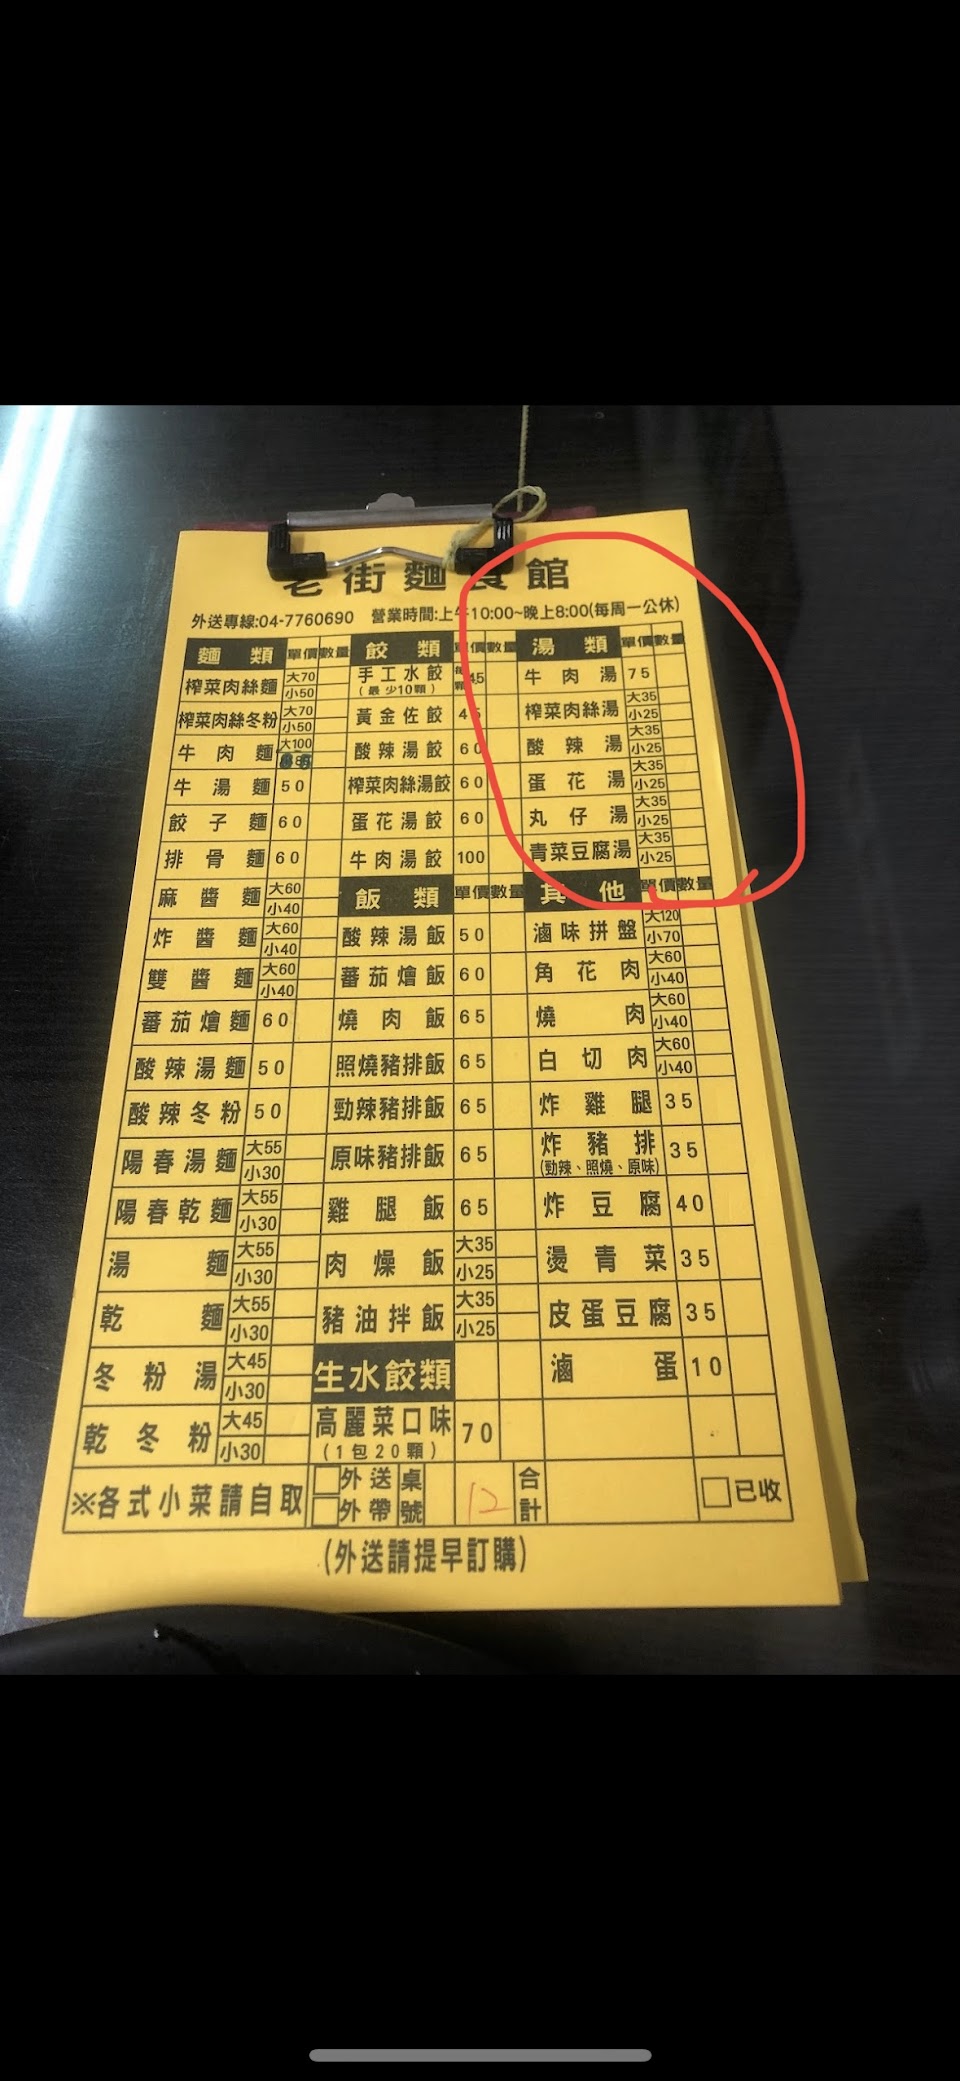 老街麵食館
外送專線:04-7760690 營業時間:上午10:00~晚上8:00(每周一公休)
麵類 單價 數量
榨菜肉絲麵 大70 小50
榨菜肉絲冬粉 大70 小50
牛肉麵 大100
牛湯麵 50
餃子麵 60
排骨麵 60
麻醬麵 大60 小40
炸醬麵 大60 小40
雙醬麵 大60 小40
蕃茄燴麵 60
酸辣湯麵 50
酸辣冬粉 50
陽春湯麵 大55 小30
陽春乾麵 大55 小30
湯麵 大55 小30
乾麵 大55 小30
冬粉湯 大45 小30
乾冬粉 大45 小30
餃類 單價 數量
手工水餃 每顆4.5
(最少10顆)
黃金佐餃 45
酸辣湯餃 60
榨菜肉絲湯餃 60
蛋花湯餃 60
牛肉湯餃 100
飯類 單價 數量
酸辣湯飯 50
蕃茄燴飯 60
燒肉飯 65
照燒豬排飯 65
勁辣豬排飯 65
原味豬排飯 65
雞腿飯 65
肉燥飯 大35 小25
豬油拌飯 大35 小25
生水餃類
高麗菜口味 70
(1包20顆)
湯類 單價 數量
牛肉湯 75
榨菜肉絲湯 大35 小25
酸辣湯 大35 小25
蛋花湯 大35 小25
丸仔湯 大35 小25
青菜豆腐湯 大35 小25
其他 單價 數量
滷味拼盤 大120 小70
角花肉 大60 小40
燒肉 大60 小40
白切肉 大60 小40
炸雞腿 35
炸豬排 35
(勁辣、照燒、原味)
炸豆腐 40
燙青菜 35
皮蛋豆腐 35
滷蛋 10
※各式小菜請自取 外送 外帶 桌號 12 合計 已收
(外送請提早訂購)